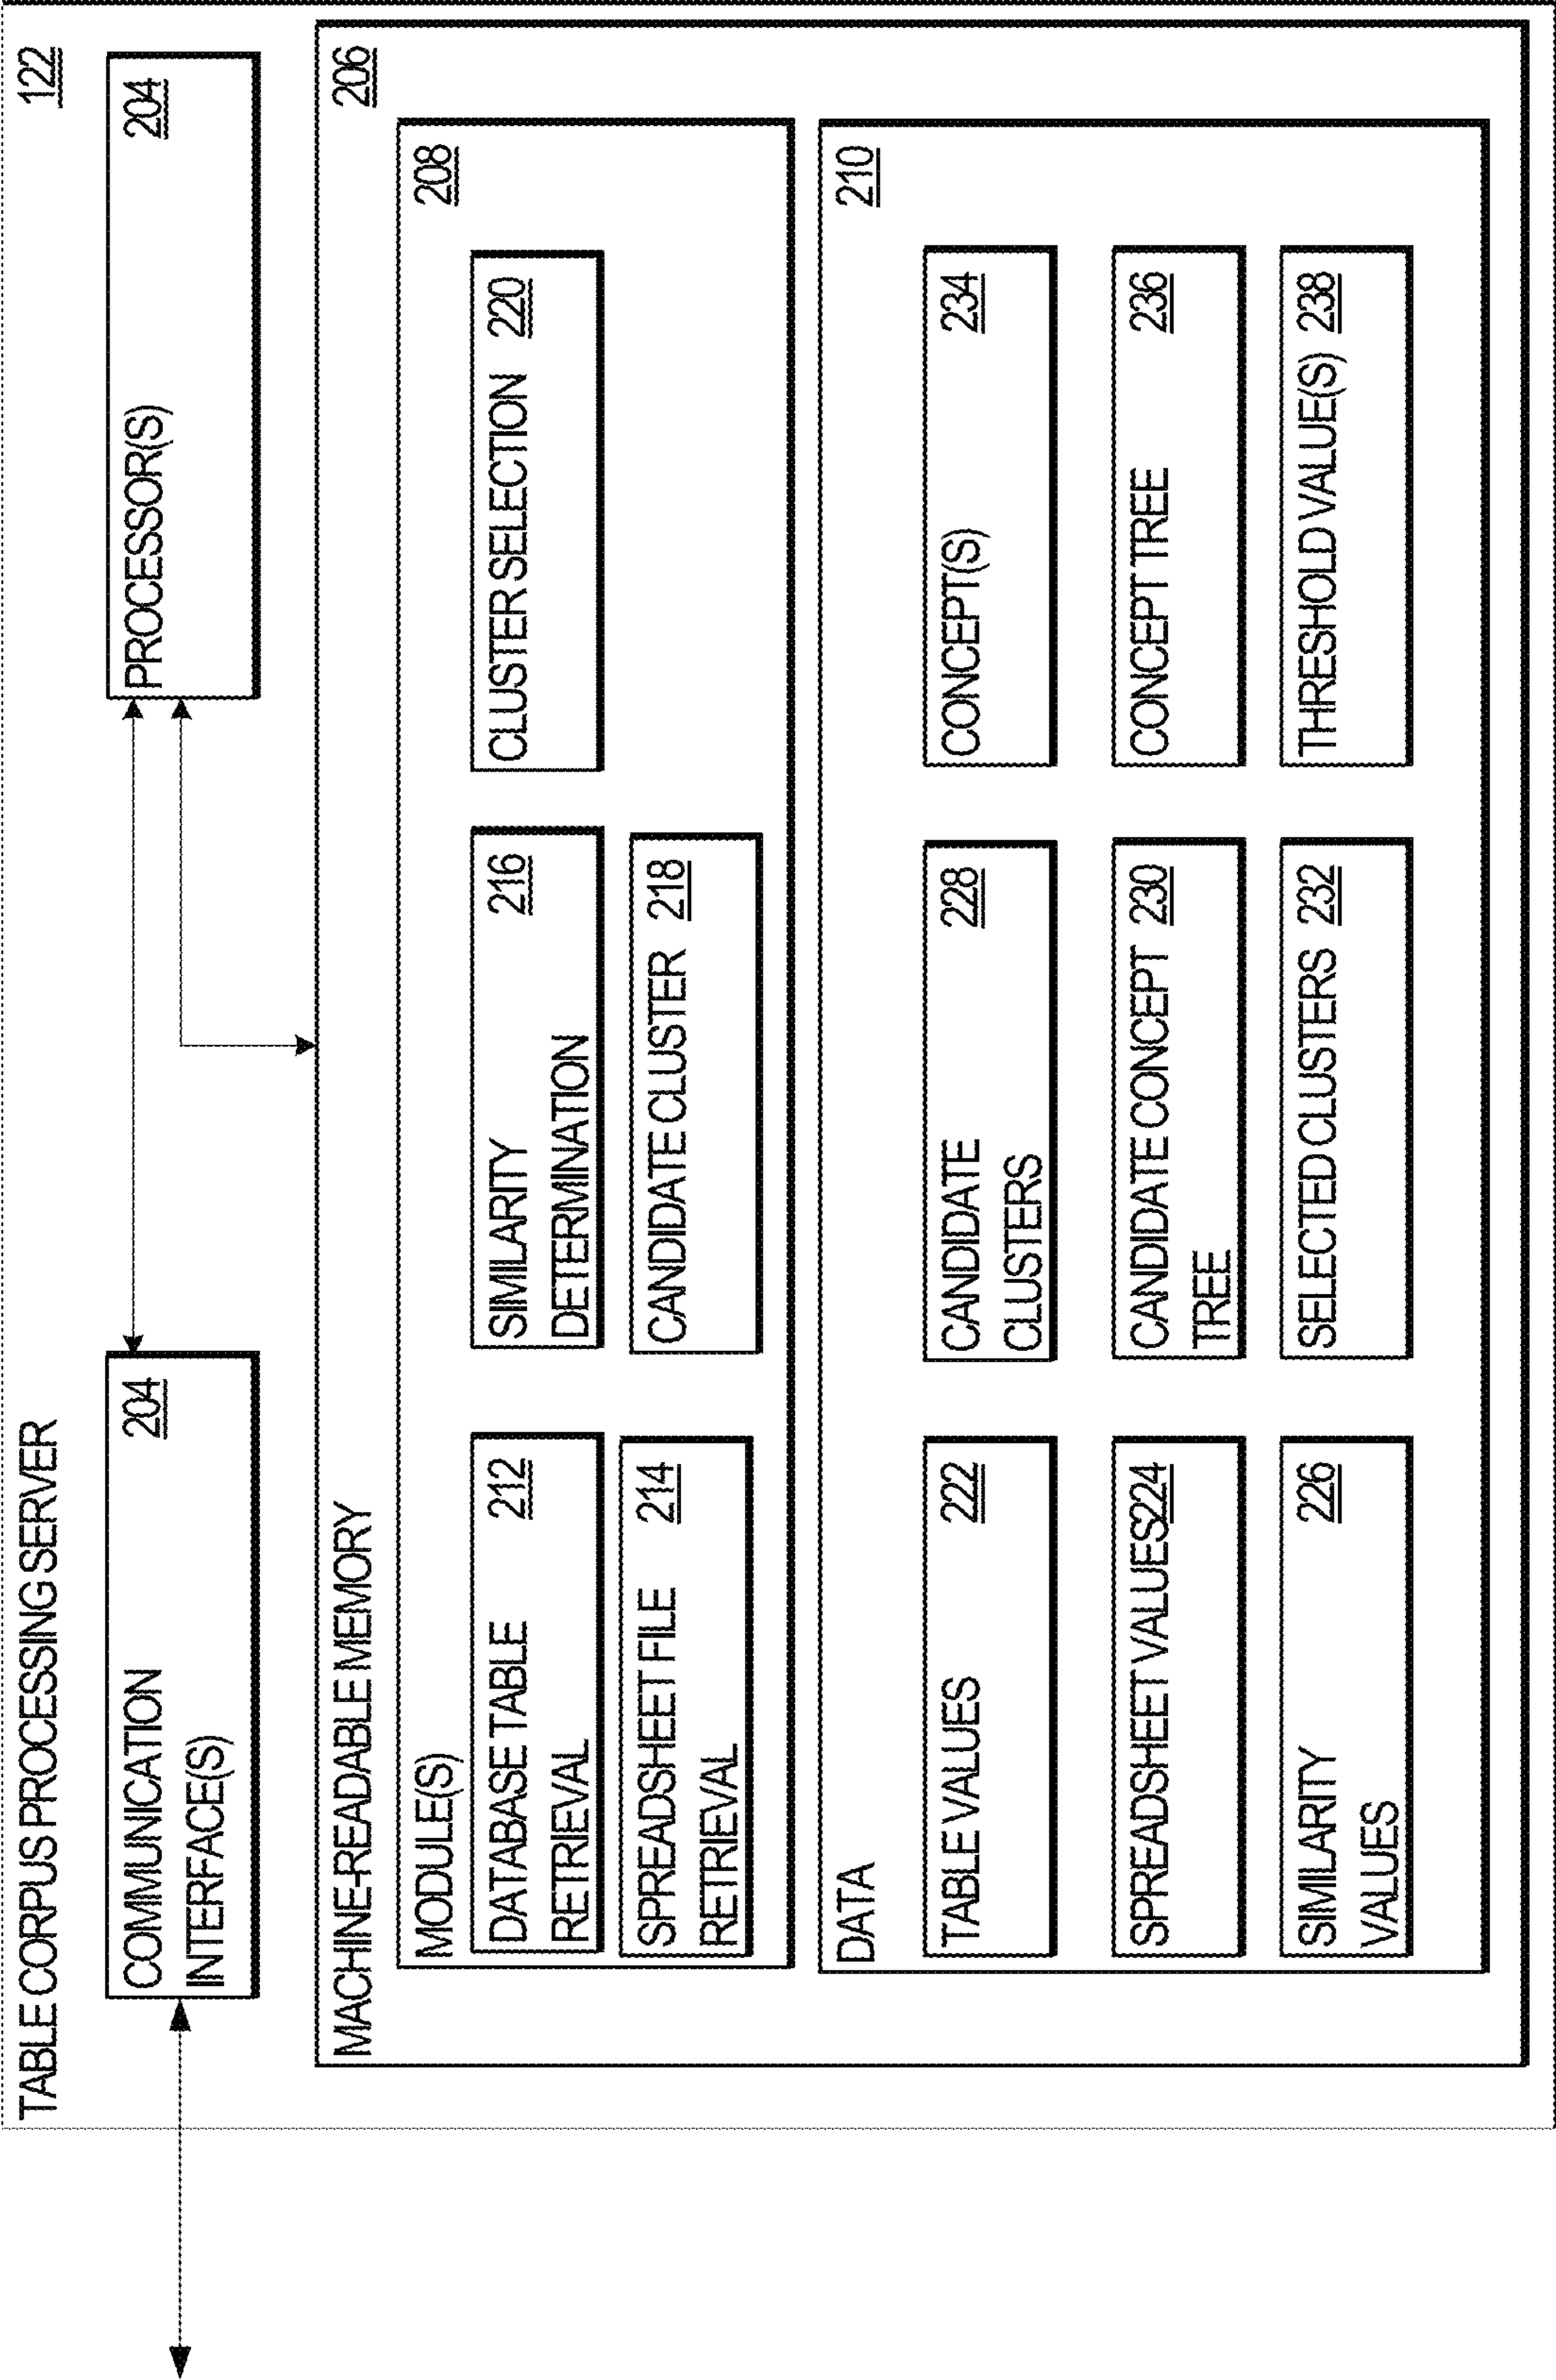 TABLE CORPUS PROCESSING SERVER 122
COMMUNICATION 204
INTERFACE(S)
PROCESSOR(S) 204
MACHINE-READABLE MEMORY 206
MODULE(S) 208
DATABASE TABLE 212
RETRIEVAL
SPREADSHEET FILE 214
RETRIEVAL
SIMILARITY 216
DETERMINATION
CANDIDATE CLUSTER 218
CLUSTER SELECTION 220
DATA 210
TABLE VALUES 222
SPREADSHEET VALUES 224
SIMILARITY 226
VALUES
CANDIDATE 228
CLUSTERS
CANDIDATE CONCEPT 230
TREE
SELECTED CLUSTERS 232
CONCEPT(S) 234
CONCEPT TREE 236
THRESHOLD VALUE(S) 238